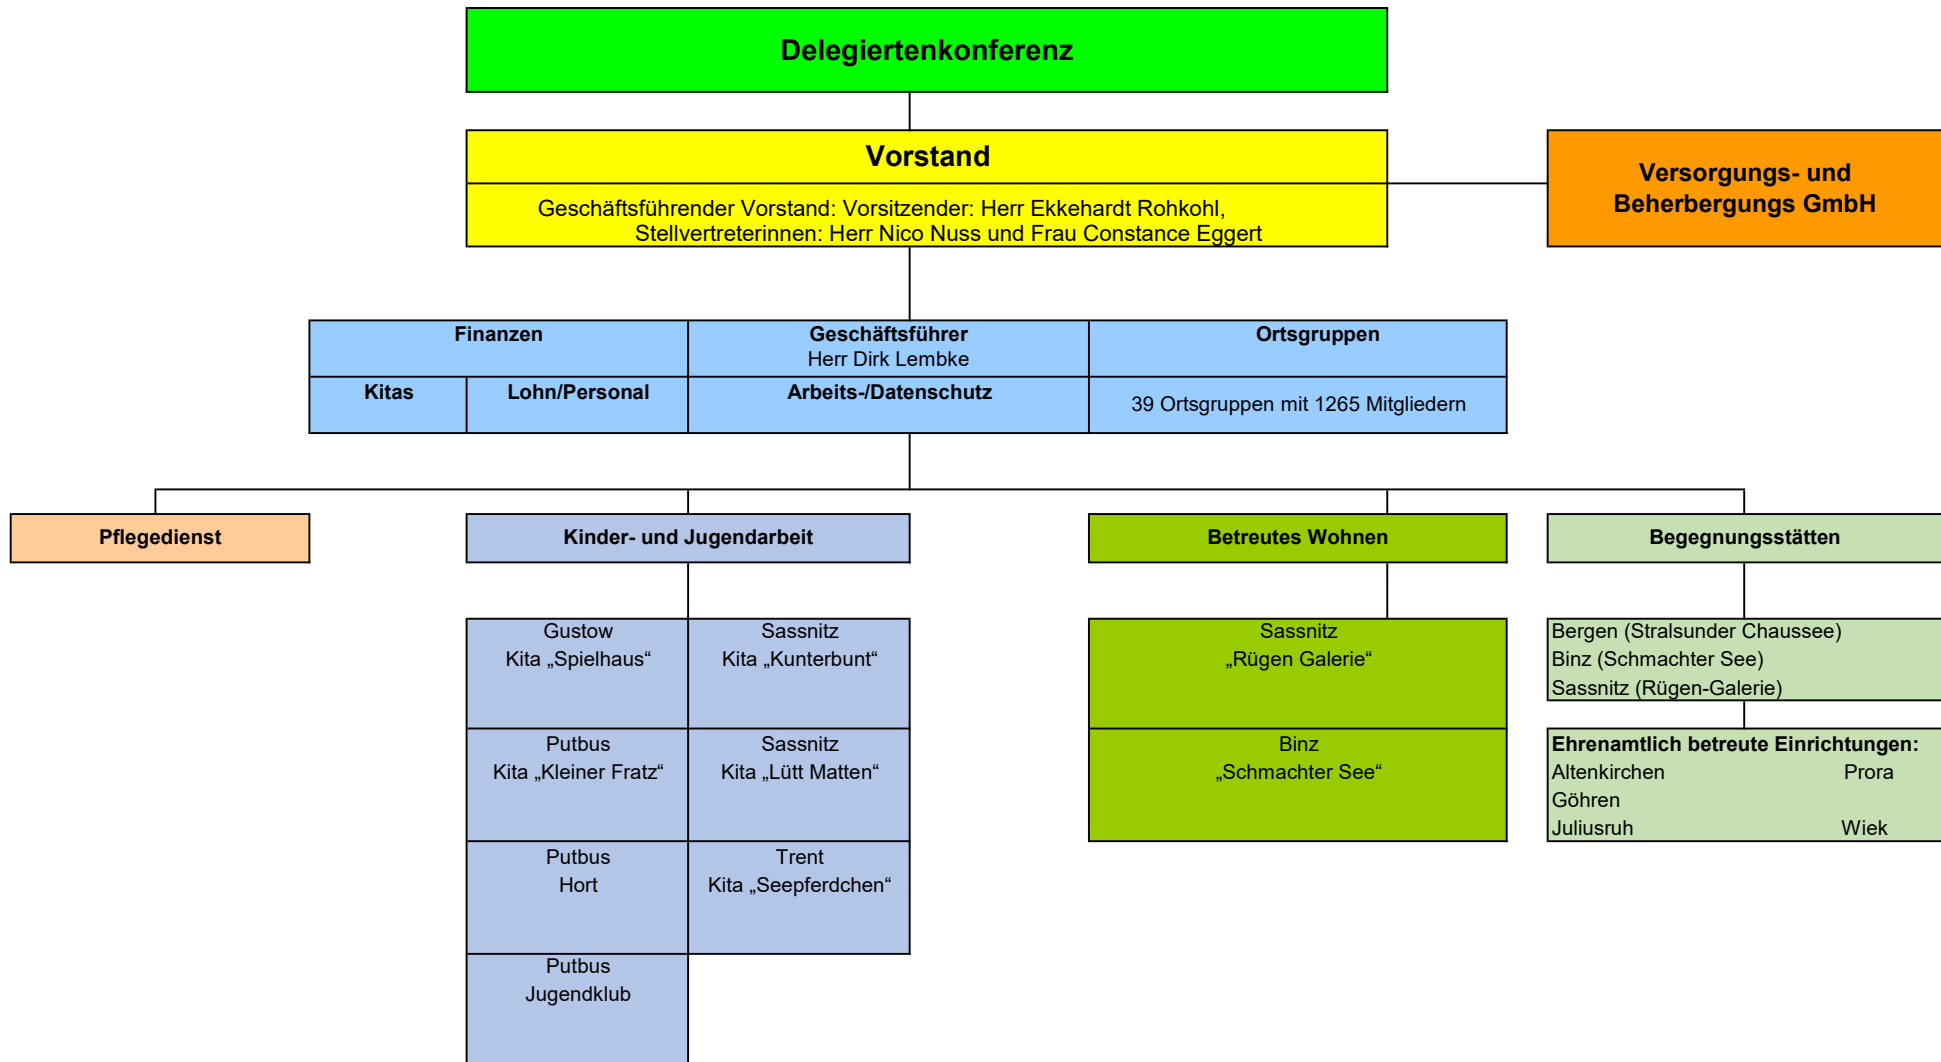 Delegiertenkonferenz
Vorstand
Geschäftsführender Vorstand: Vorsitzender: Herr Ekkehardt Rohkohl,
Stellvertreterinnen: Herr Nico Nuss und Frau Constance Eggert
Versorgungs- und
Beherbergungs GmbH
Finanzen
Geschäftsführer
Herr Dirk Lembke
Ortsgruppen
Kitas
Lohn/Personal
Arbeits-/Datenschutz
39 Ortsgruppen mit 1265 Mitgliedern
Pflegedienst
Kinder- und Jugendarbeit
Betreutes Wohnen
Begegnungsstätten
Gustow
Kita „Spielhaus“
Sassnitz
Kita „Kunterbunt“
Putbus
Kita „Kleiner Fratz“
Sassnitz
Kita „Lütt Matten“
Putbus
Hort
Trent
Kita „Seepferdchen“
Putbus
Jugendklub
Sassnitz
„Rügen Galerie“
Binz
„Schmachter See“
Bergen (Stralsunder Chaussee)
Binz (Schmachter See)
Sassnitz (Rügen-Galerie)
Ehrenamtlich betreute Einrichtungen:
Altenkirchen Prora
Göhren
Juliusruh Wiek